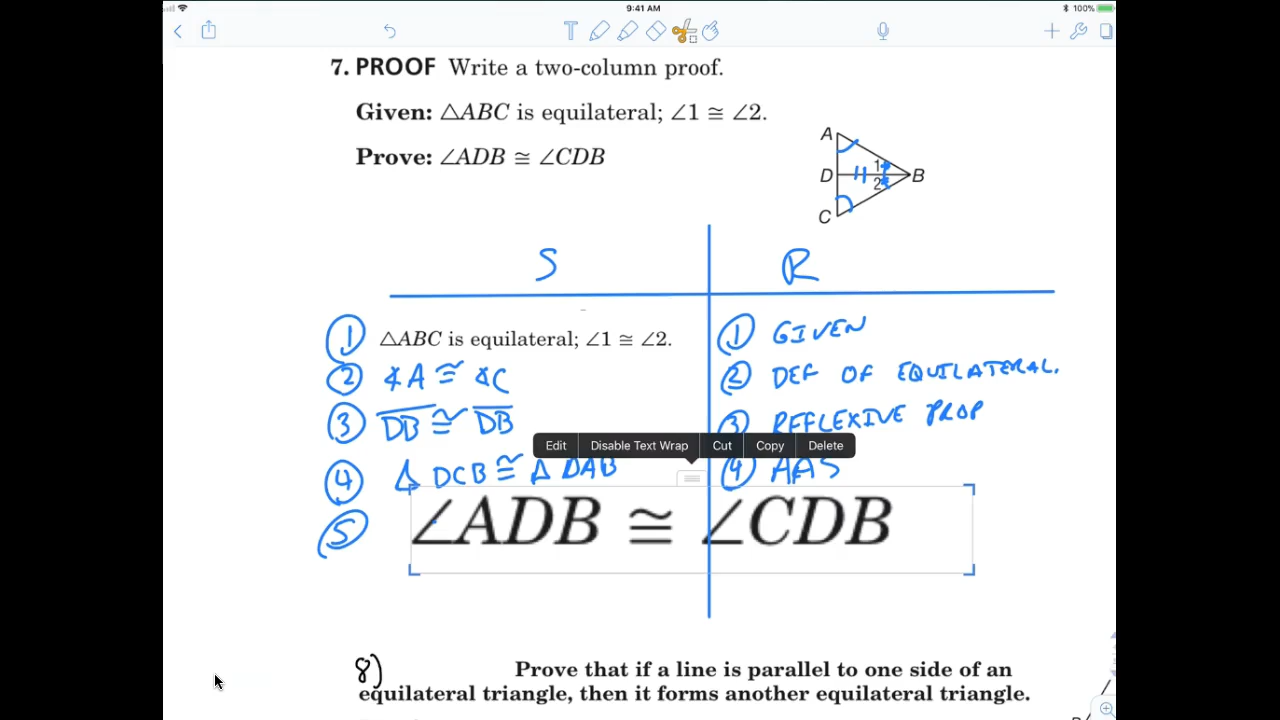 9:41 AM
100%
T
7. PROOF Write a two-column proof.
Given: △ABC is equilateral; ∠1 ≅ ∠2.
Prove: ∠ADB ≅ ∠CDB
A
1
D
B
2
C
S R
① △ABC is equilateral; ∠1 ≅ ∠2. ① GIVEN
② ∢A ≅ ∢C ② DEF OF EQUILATERAL.
③ DB ≅ DB ③ REFLEXIVE PROP
Edit Disable Text Wrap Cut Copy Delete
④ △ DCB ≅ △ DAB ④ AAS
⑤ ∠ADB ≅ ∠CDB
8) Prove that if a line is parallel to one side of an
equilateral triangle, then it forms another equilateral triangle.